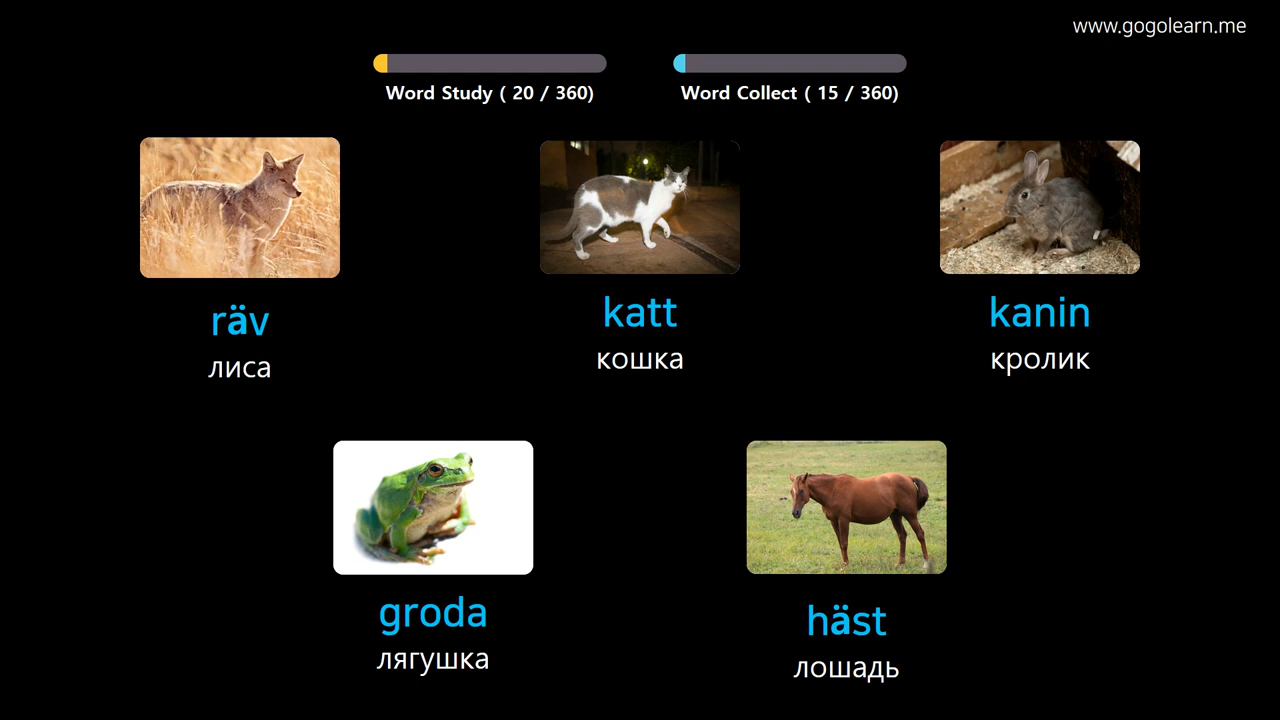 www.gogolearn.me
Word Study ( 20 / 360)
Word Collect ( 15 / 360)
räv
лиса
katt
кошка
kanin
кролик
groda
лягушка
häst
лошадь